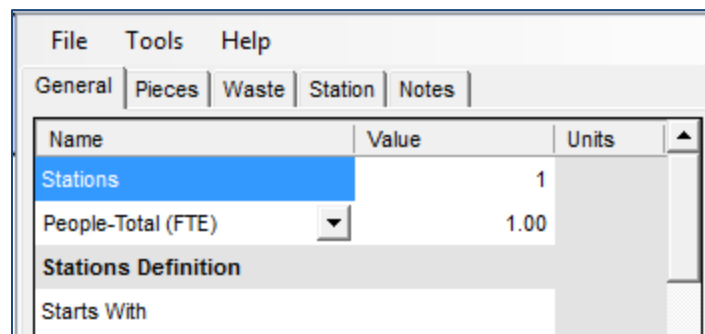 File Tools Help
General Pieces Waste Station Notes
Name Value Units
Stations 1
People-Total (FTE) 1.00
Stations Definition
Starts With